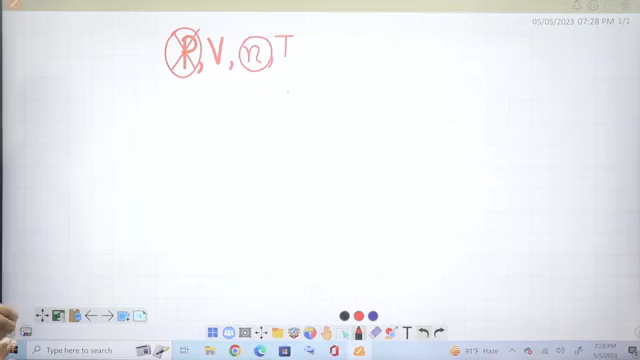 05/05/2023 07:28 PM 1/1
P, V, n, T
T
Type here to search
91°F Haze
7:28 PM
5/5/2023